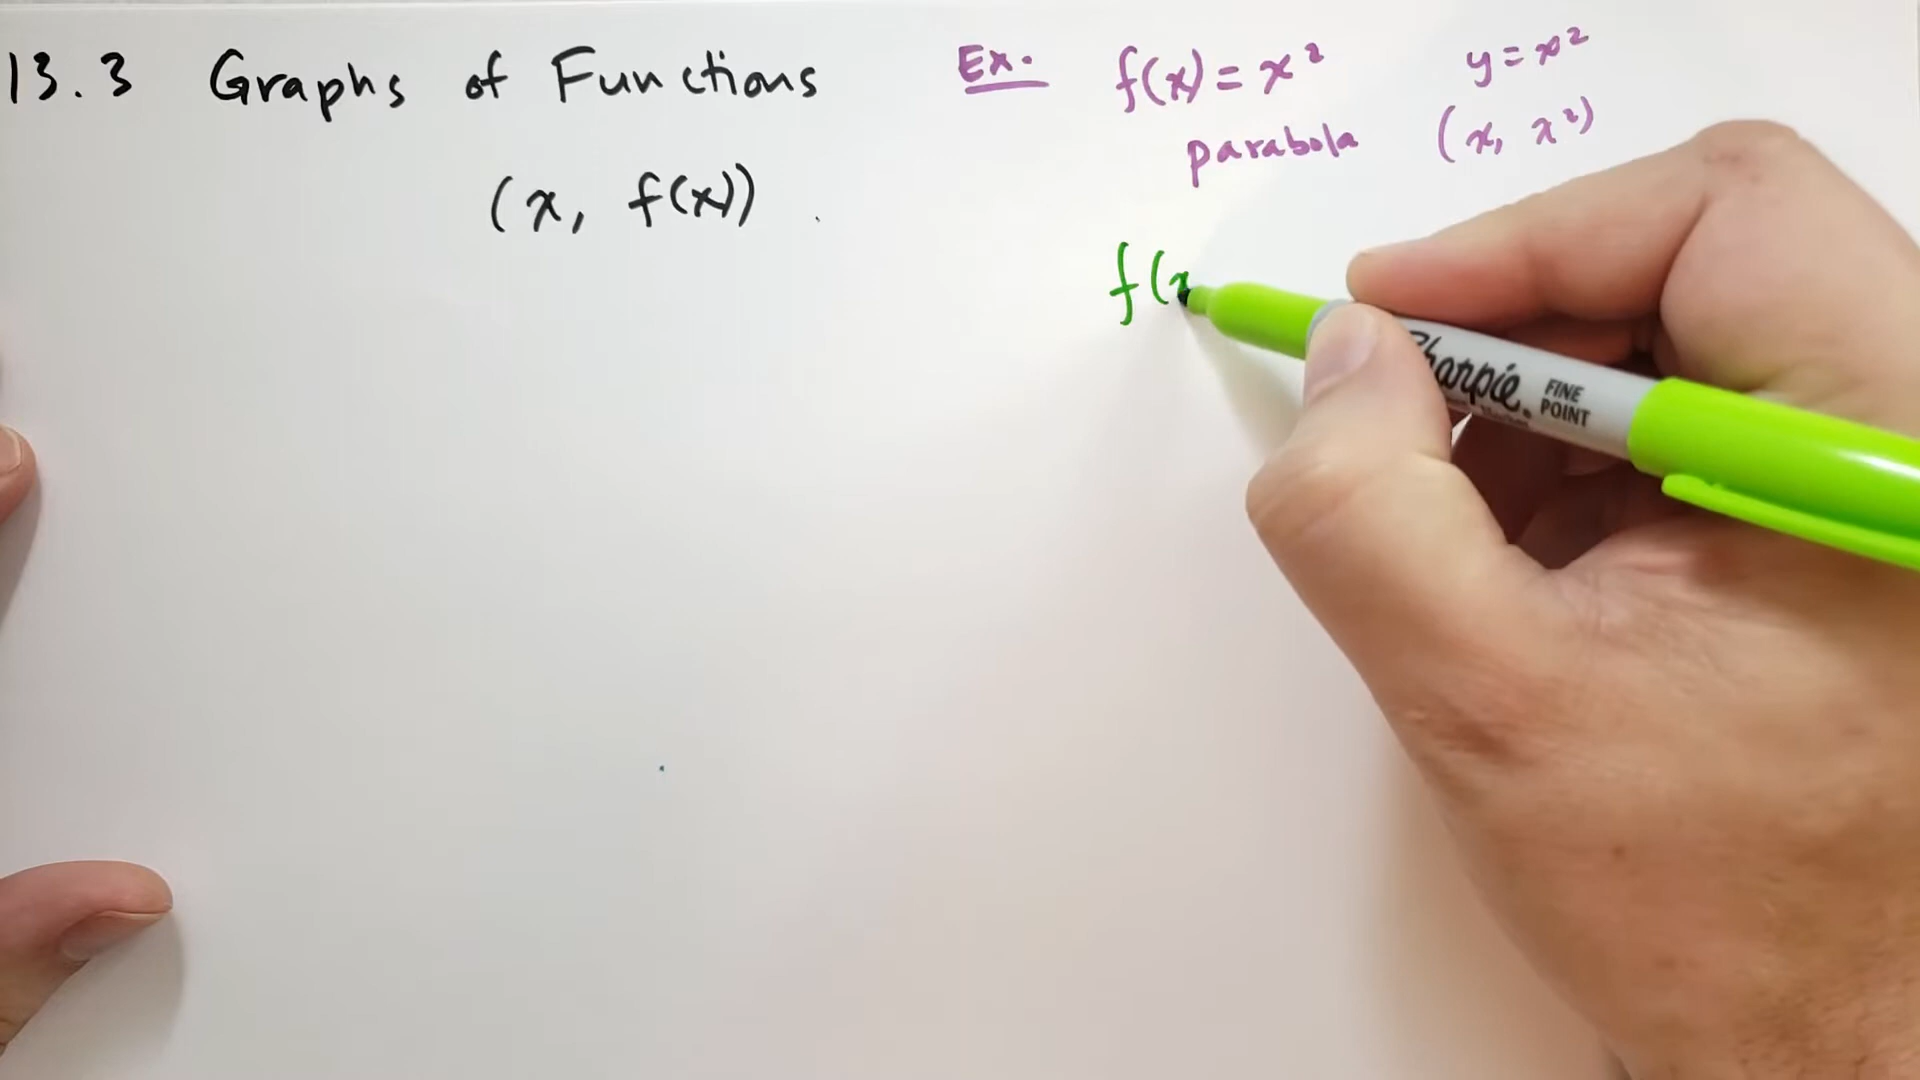 13.3 Graphs of Functions
(x, f(x))
Ex. f(x) = x² y = x²
parabola (x, x²)
f(x
Sharpie. FINE
POINT